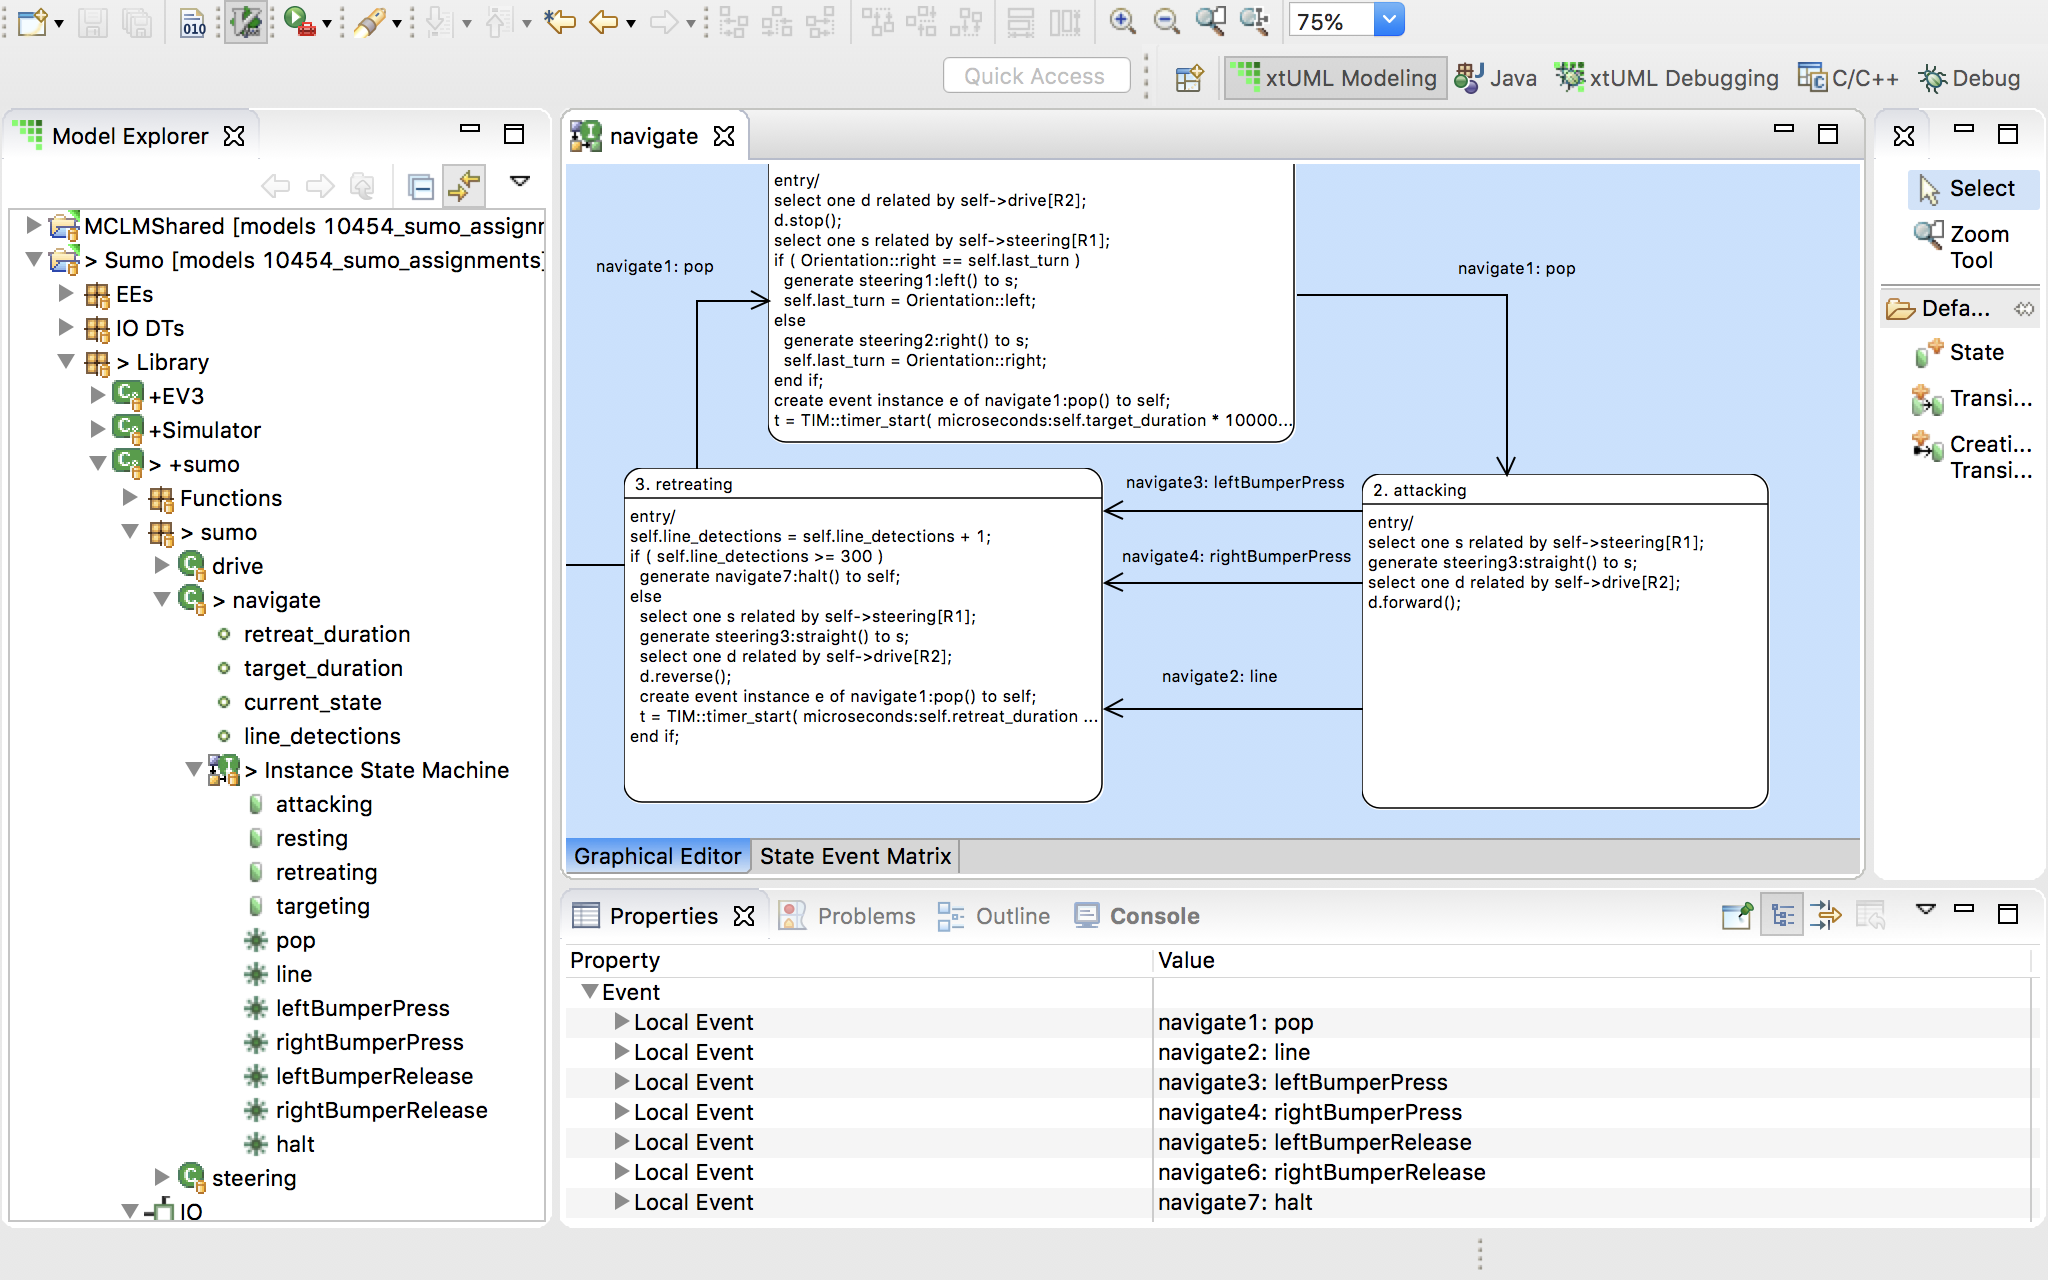 75%
Quick Access
xtUML Modeling
Java
xtUML Debugging
C/C++
Debug
Model Explorer
MCLMShared [models 10454_sumo_assignr
> Sumo [models 10454_sumo_assignments]
EEs
IO DTs
> Library
+EV3
+Simulator
> +sumo
Functions
> sumo
drive
> navigate
retreat_duration
target_duration
current_state
line_detections
> Instance State Machine
attacking
resting
retreating
targeting
pop
line
leftBumperPress
rightBumperPress
leftBumperRelease
rightBumperRelease
halt
steering
IO
navigate
entry/
select one d related by self->drive[R2];
d.stop();
select one s related by self->steering[R1];
if ( Orientation::right == self.last_turn )
generate steering1:left() to s;
self.last_turn = Orientation::left;
else
generate steering2:right() to s;
self.last_turn = Orientation::right;
end if;
create event instance e of navigate1:pop() to self;
t = TIM::timer_start( microseconds:self.target_duration * 10000...
navigate1: pop
navigate1: pop
3. retreating
entry/
self.line_detections = self.line_detections + 1;
if ( self.line_detections >= 300 )
generate navigate7:halt() to self;
else
select one s related by self->steering[R1];
generate steering3:straight() to s;
select one d related by self->drive[R2];
d.reverse();
create event instance e of navigate1:pop() to self;
t = TIM::timer_start( microseconds:self.retreat_duration ...
end if;
navigate3: leftBumperPress
navigate4: rightBumperPress
navigate2: line
2. attacking
entry/
select one s related by self->steering[R1];
generate steering3:straight() to s;
select one d related by self->drive[R2];
d.forward();
Graphical Editor
State Event Matrix
Select
Zoom
Tool
Defa...
State
Transi...
Creati...
Transi...
Properties
Problems
Outline
Console
Property Value
Event
Local Event navigate1: pop
Local Event navigate2: line
Local Event navigate3: leftBumperPress
Local Event navigate4: rightBumperPress
Local Event navigate5: leftBumperRelease
Local Event navigate6: rightBumperRelease
Local Event navigate7: halt
010